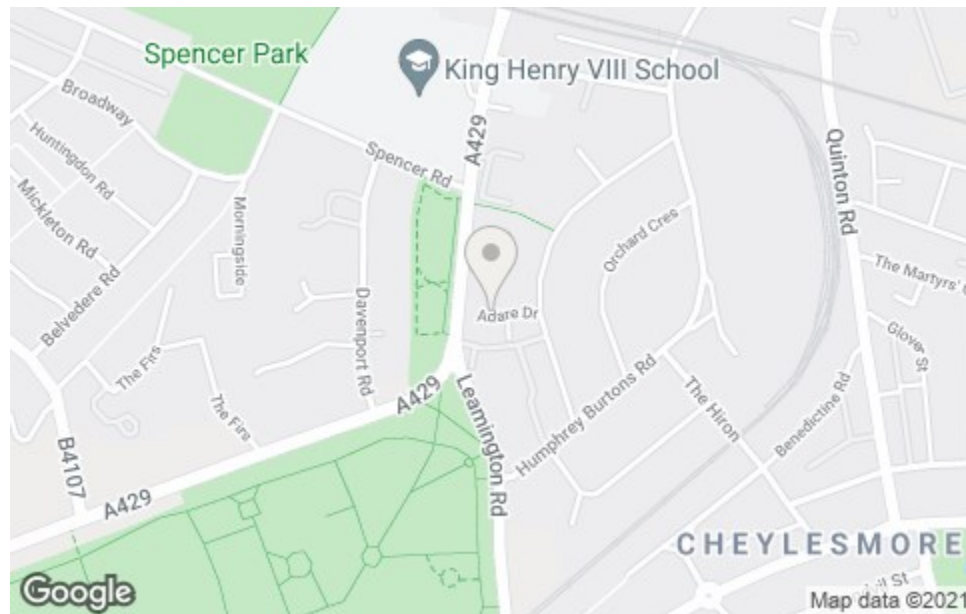 Spencer Park
King Henry VIII School
Broadway
Huntingdon Rd
Mickleton Rd
Belvedere Rd
Morningside
Spencer Rd
A429
Quinton Rd
Orchard Cres
The Martyrs'
Adare Dr
Davenport Rd
The Firs
The Firs
Glover St
A429
Leamington Rd
Humphrey Burtons Rd
The Hiron
Benedictine Rd
B4107
A429
CHEYLESMORE
Google
Map data ©2021